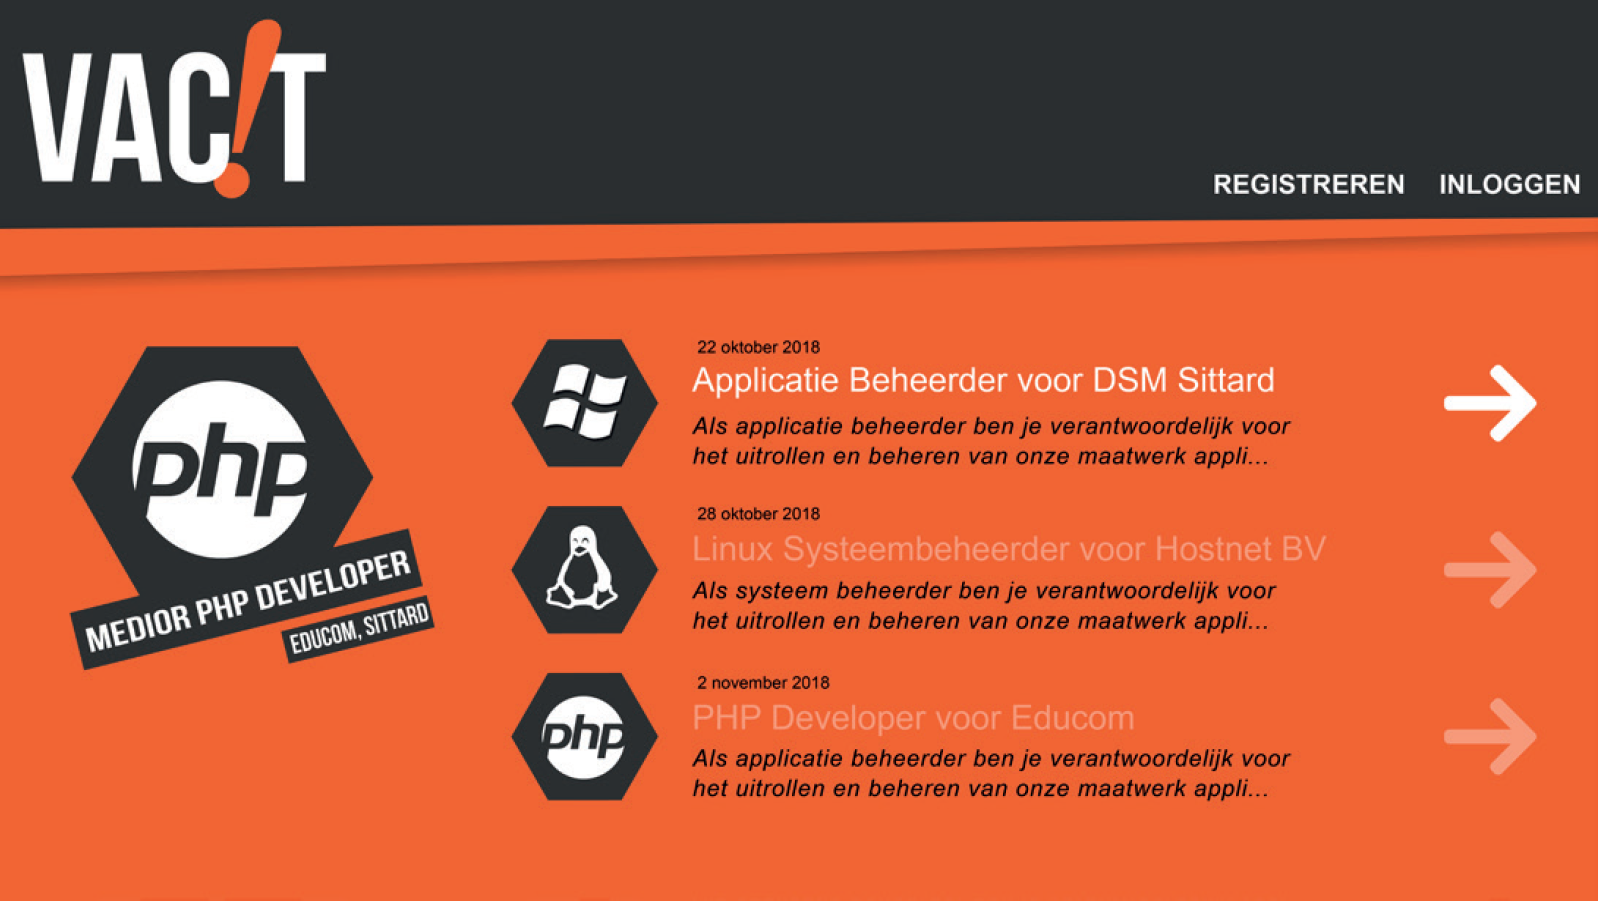 VAC!T
REGISTREREN INLOGGEN
php
MEDIOR PHP DEVELOPER
EDUCOM, SITTARD
22 oktober 2018
Applicatie Beheerder voor DSM Sittard
Als applicatie beheerder ben je verantwoordelijk voor
het uitrollen en beheren van onze maatwerk appli...
28 oktober 2018
Linux Systeembeheerder voor Hostnet BV
Als systeem beheerder ben je verantwoordelijk voor
het uitrollen en beheren van onze maatwerk appli...
php
2 november 2018
PHP Developer voor Educom
Als applicatie beheerder ben je verantwoordelijk voor
het uitrollen en beheren van onze maatwerk appli...